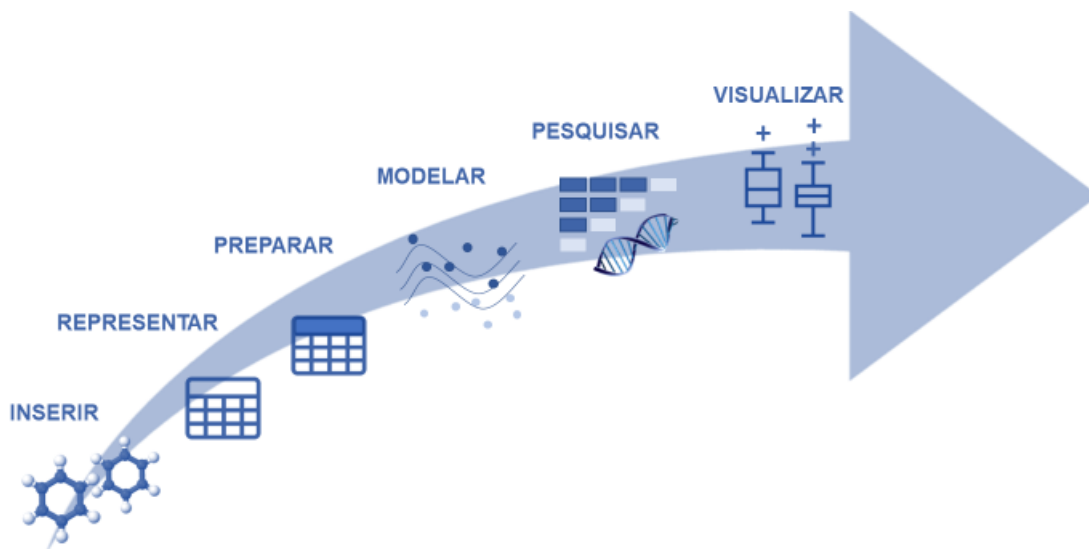 INSERIR
REPRESENTAR
PREPARAR
MODELAR
PESQUISAR
VISUALIZAR